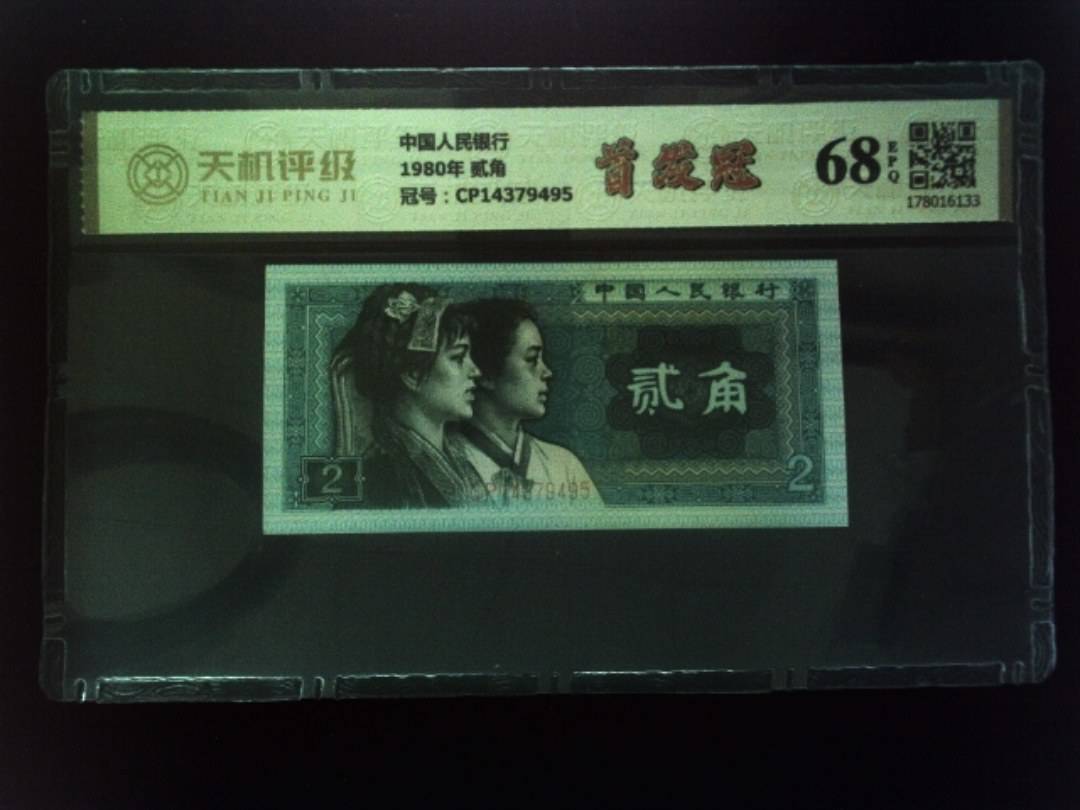 天机评级
TIAN JI PING JI
中国人民银行
1980年 贰角
冠号：CP14379495
首发冠
68
EPQ
178016133
中国人民银行
贰角
2
2
CP14379495